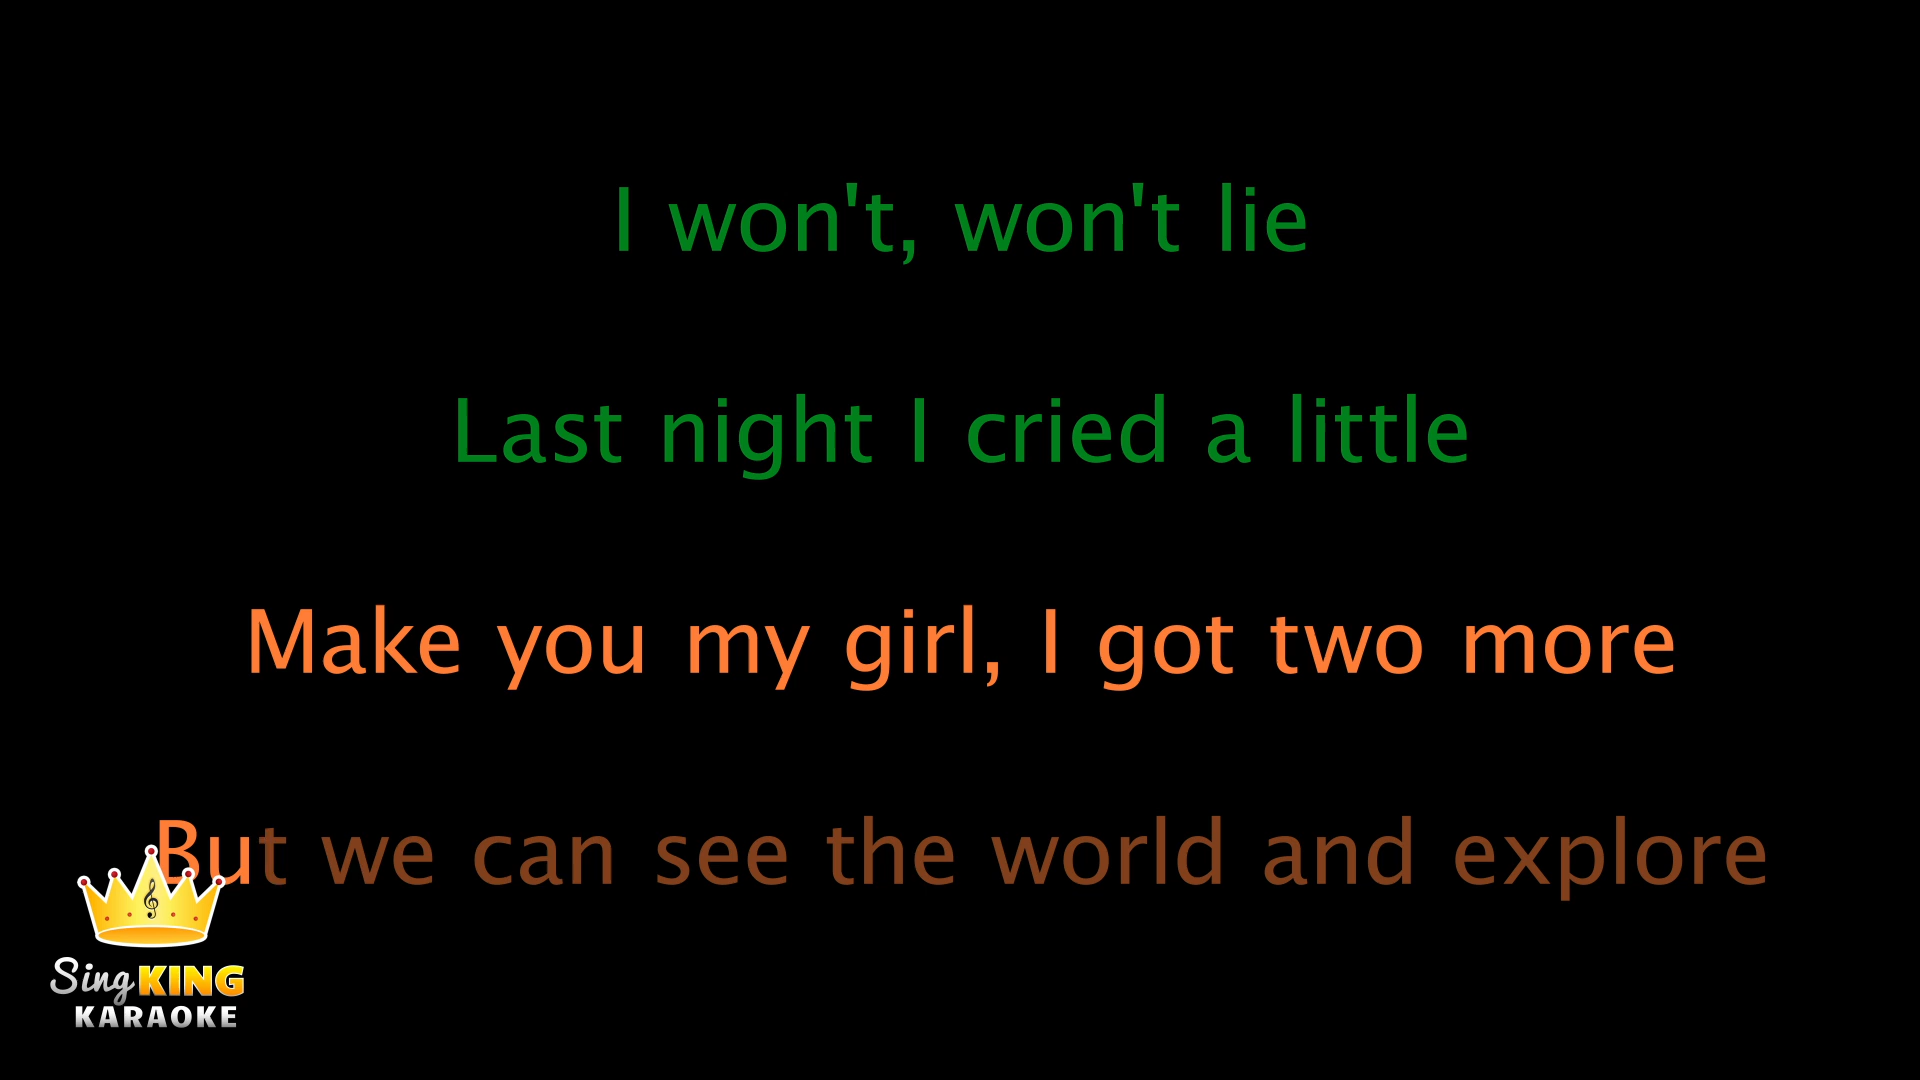 I won't, won't lie
Last night I cried a little
Make you my girl, I got two more
But we can see the world and explore
Sing KING
KARAOKE